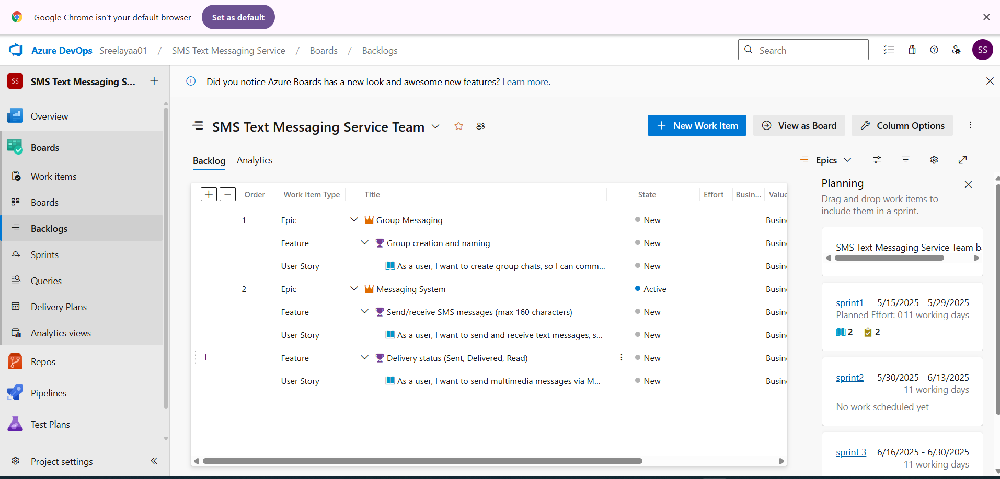 Google Chrome isn't your default browser Set as default
Azure DevOps Sreelayaa01 / SMS Text Messaging Service / Boards / Backlogs Search SS
SS SMS Text Messaging S...
Did you notice Azure Boards has a new look and awesome new features? Learn more.
Overview
Boards
Work items
Boards
Backlogs
Sprints
Queries
Delivery Plans
Analytics views
Repos
Pipelines
Test Plans
Project settings
SMS Text Messaging Service Team
New Work Item View as Board Column Options
Backlog Analytics
Epics
Order Work Item Type Title State Effort Busin... Value
1 Epic Group Messaging New Busine
Feature Group creation and naming New Busine
User Story As a user, I want to create group chats, so I can comm... New Busine
2 Epic Messaging System Active Busine
Feature Send/receive SMS messages (max 160 characters) New Busine
User Story As a user, I want to send and receive text messages, s... New Busine
Feature Delivery status (Sent, Delivered, Read) New Busine
User Story As a user, I want to send multimedia messages via M... New Busine
Planning
Drag and drop work items to
include them in a sprint.
SMS Text Messaging Service Team ba
sprint1 5/15/2025 - 5/29/2025
Planned Effort: 0 11 working days
2 2
sprint2 5/30/2025 - 6/13/2025
11 working days
No work scheduled yet
sprint 3 6/16/2025 - 6/30/2025
11 working days